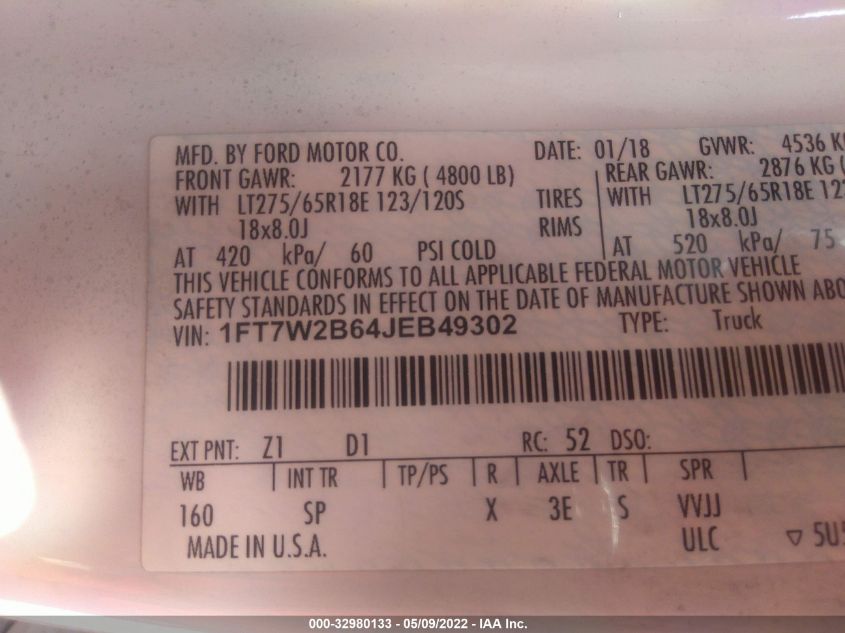 MFD. BY FORD MOTOR CO. DATE: 01/18 GVWR: 4536 KG
FRONT GAWR: 2177 KG ( 4800 LB) REAR GAWR: 2876 KG (
WITH LT275/65R18E 123/120S TIRES WITH LT275/65R18E
18x8.0J RIMS 18x8.0J
AT 420 kPa/ 60 PSI COLD AT 520 kPa/ 75
THIS VEHICLE CONFORMS TO ALL APPLICABLE FEDERAL MOTOR VEHICLE
SAFETY STANDARDS IN EFFECT ON THE DATE OF MANUFACTURE SHOWN
VIN: 1FT7W2B64JEB49302 TYPE: Truck
EXT PNT: Z1 D1 RC: 52 DSO:
WB INT TR TP/PS R AXLE TR SPR
160 SP X 3E S VVJJ
MADE IN U.S.A. ULC ▽
000-32980133 - 05/09/2022 - IAA Inc.